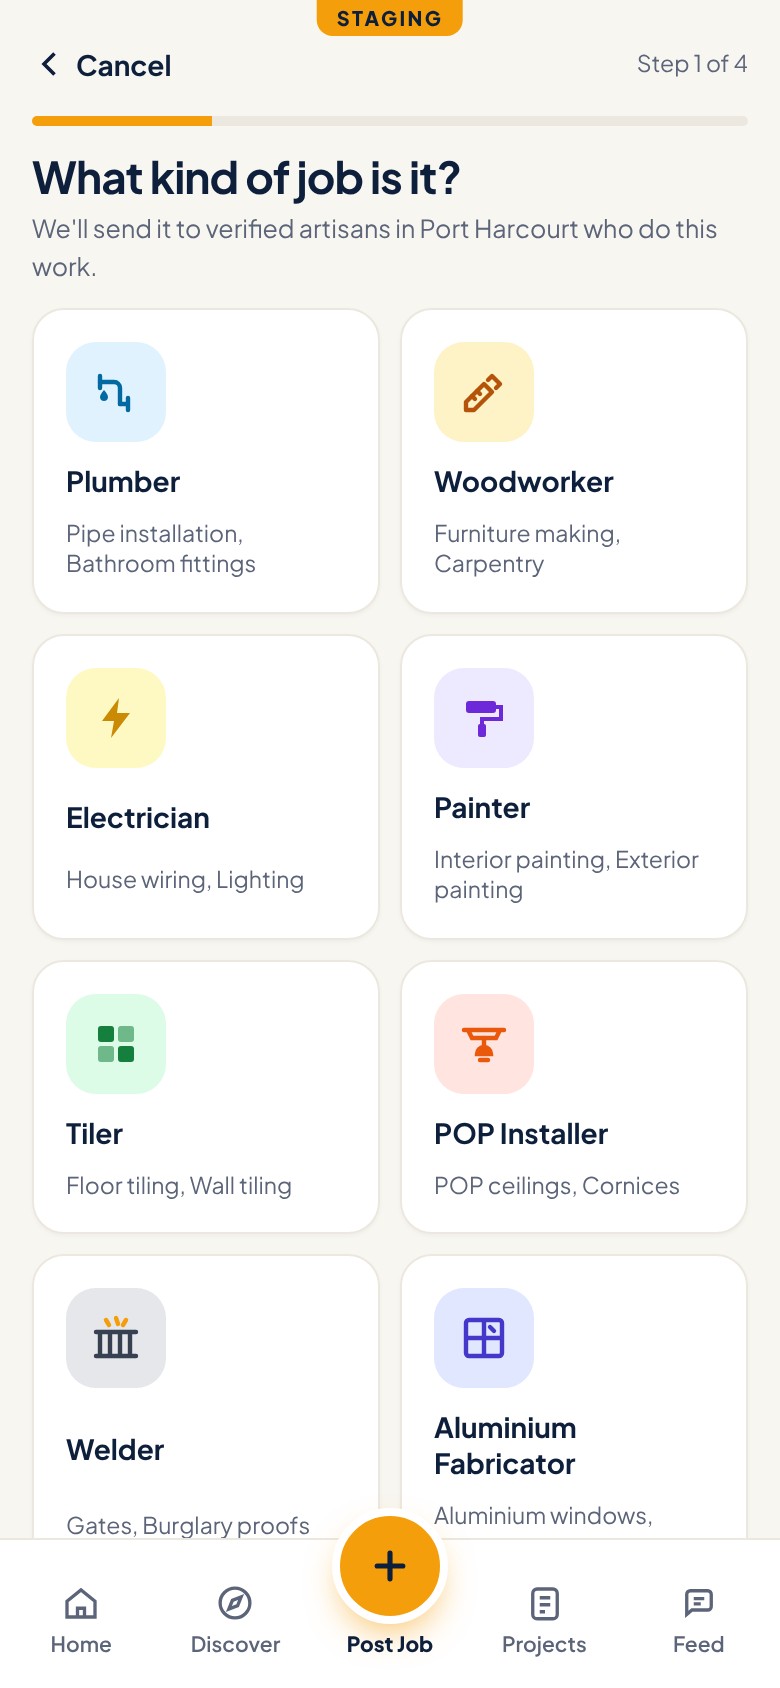 STAGING
Cancel
Step 1 of 4
What kind of job is it?
We'll send it to verified artisans in Port Harcourt who do this
work.
Plumber
Pipe installation,
Bathroom fittings
Woodworker
Furniture making,
Carpentry
Electrician
House wiring, Lighting
Painter
Interior painting, Exterior
painting
Tiler
Floor tiling, Wall tiling
POP Installer
POP ceilings, Cornices
Welder
Gates, Burglary proofs
Aluminium
Fabricator
Aluminium windows,
Home
Discover
Post Job
Projects
Feed